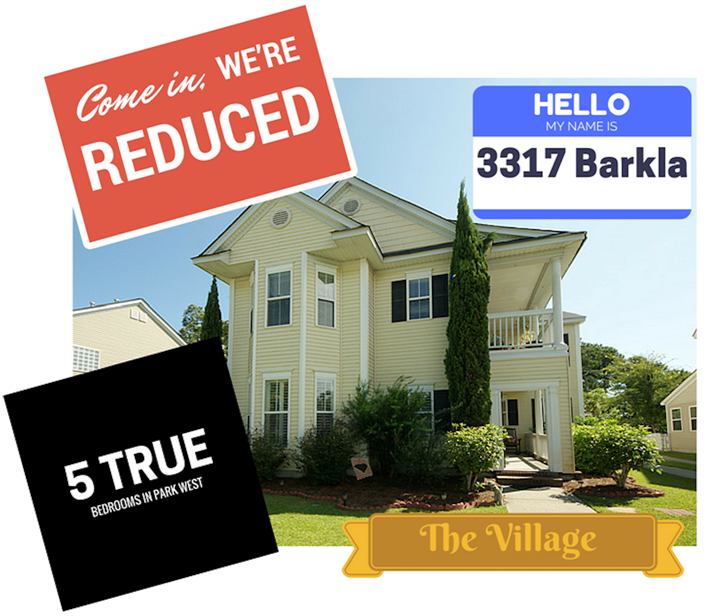 Come in, WE'RE
REDUCED
HELLO
MY NAME IS
3317 Barkla
5 TRUE
BEDROOMS IN PARK WEST
The Village